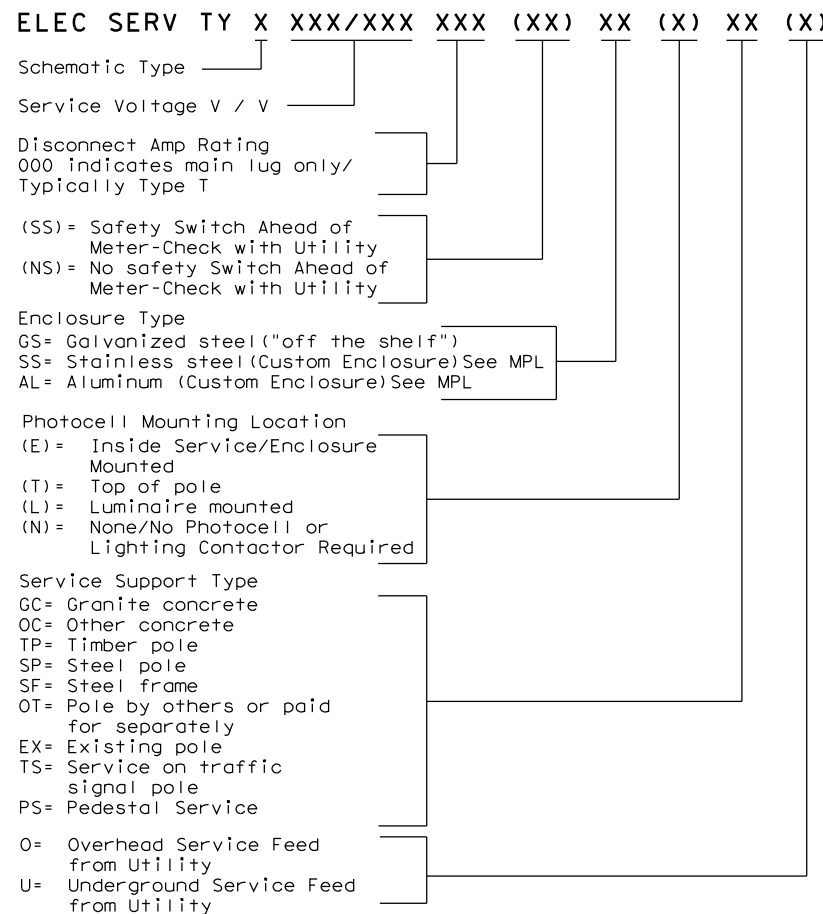 ELEC SERV TY X XXX/XXX XXX (XX) XX (X) XX (X)
Schematic Type
Service Voltage V / V
Disconnect Amp Rating
000 indicates main lug only/
Typically Type T
(SS)= Safety Switch Ahead of
Meter-Check with Utility
(NS)= No safety Switch Ahead of
Meter-Check with Utility
Enclosure Type
GS= Galvanized steel("off the shelf")
SS= Stainless steel(Custom Enclosure)See MPL
AL= Aluminum (Custom Enclosure)See MPL
Photocell Mounting Location
(E)= Inside Service/Enclosure
Mounted
(T)= Top of pole
(L)= Luminaire mounted
(N)= None/No Photocell or
Lighting Contactor Required
Service Support Type
GC= Granite concrete
OC= Other concrete
TP= Timber pole
SP= Steel pole
SF= Steel frame
OT= Pole by others or paid
for separately
EX= Existing pole
TS= Service on traffic
signal pole
PS= Pedestal Service
O= Overhead Service Feed
from Utility
U= Underground Service Feed
from Utility